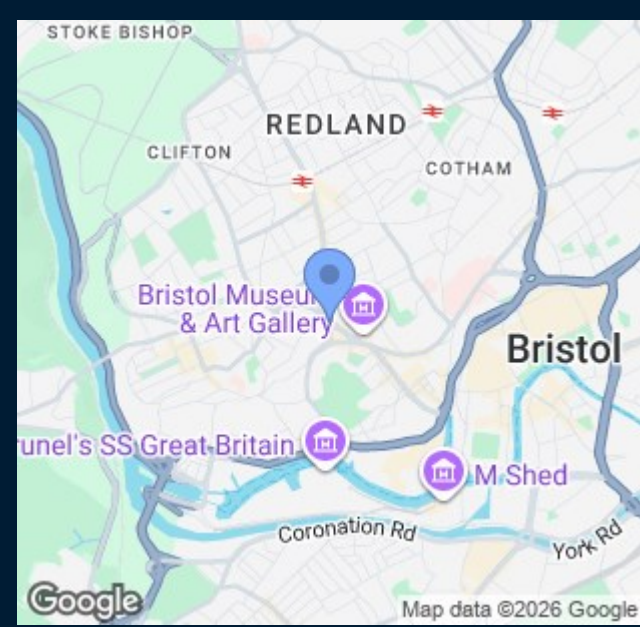 STOKE BISHOP
REDLAND
CLIFTON
COTHAM
Bristol Museum
& Art Gallery
Bristol
runel's SS Great Britain
M Shed
Coronation Rd
York Rd
Google
Map data ©2026 Google